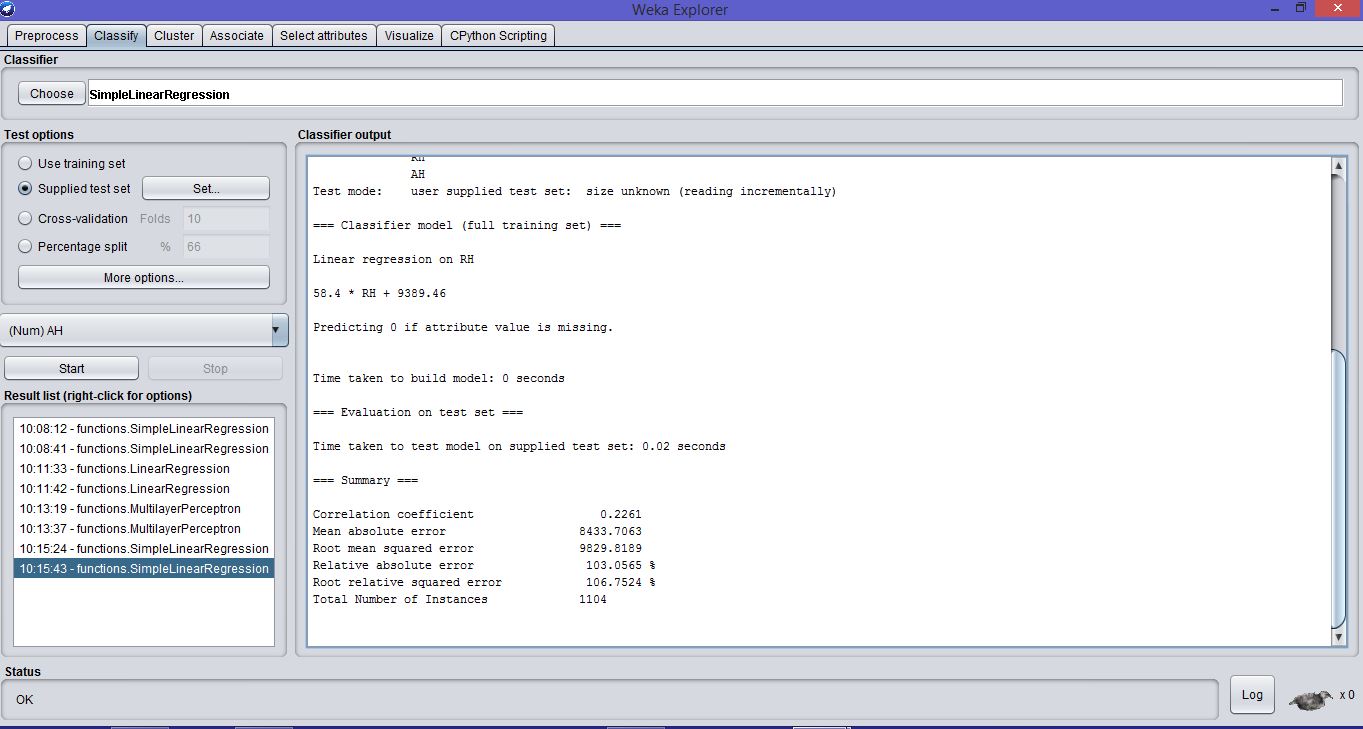 Weka Explorer
Preprocess Classify Cluster Associate Select attributes Visualize CPython Scripting
Classifier
Choose SimpleLinearRegression
Test options
Use training set
Supplied test set Set...
Cross-validation Folds 10
Percentage split % 66
More options...
(Num) AH
Start Stop
Result list (right-click for options)
10:08:12 - functions.SimpleLinearRegression
10:08:41 - functions.SimpleLinearRegression
10:11:33 - functions.LinearRegression
10:11:42 - functions.LinearRegression
10:13:19 - functions.MultilayerPerceptron
10:13:37 - functions.MultilayerPerceptron
10:15:24 - functions.SimpleLinearRegression
10:15:43 - functions.SimpleLinearRegression
Classifier output
RH
AH
Test mode: user supplied test set: size unknown (reading incrementally)
=== Classifier model (full training set) ===
Linear regression on RH
58.4 * RH + 9389.46
Predicting 0 if attribute value is missing.
Time taken to build model: 0 seconds
=== Evaluation on test set ===
Time taken to test model on supplied test set: 0.02 seconds
=== Summary ===
Correlation coefficient 0.2261
Mean absolute error 8433.7063
Root mean squared error 9829.8189
Relative absolute error 103.0565 %
Root relative squared error 106.7524 %
Total Number of Instances 1104
Status
OK
Log x 0